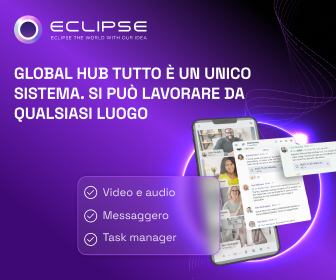 ECLIPSE
ECLIPSE THE WORLD WITH OUR IDEA
GLOBAL HUB TUTTO È UN UNICO
SISTEMA. SI PUÒ LAVORARE DA
QUALSIASI LUOGO
Video e audio
Messaggero
Task manager